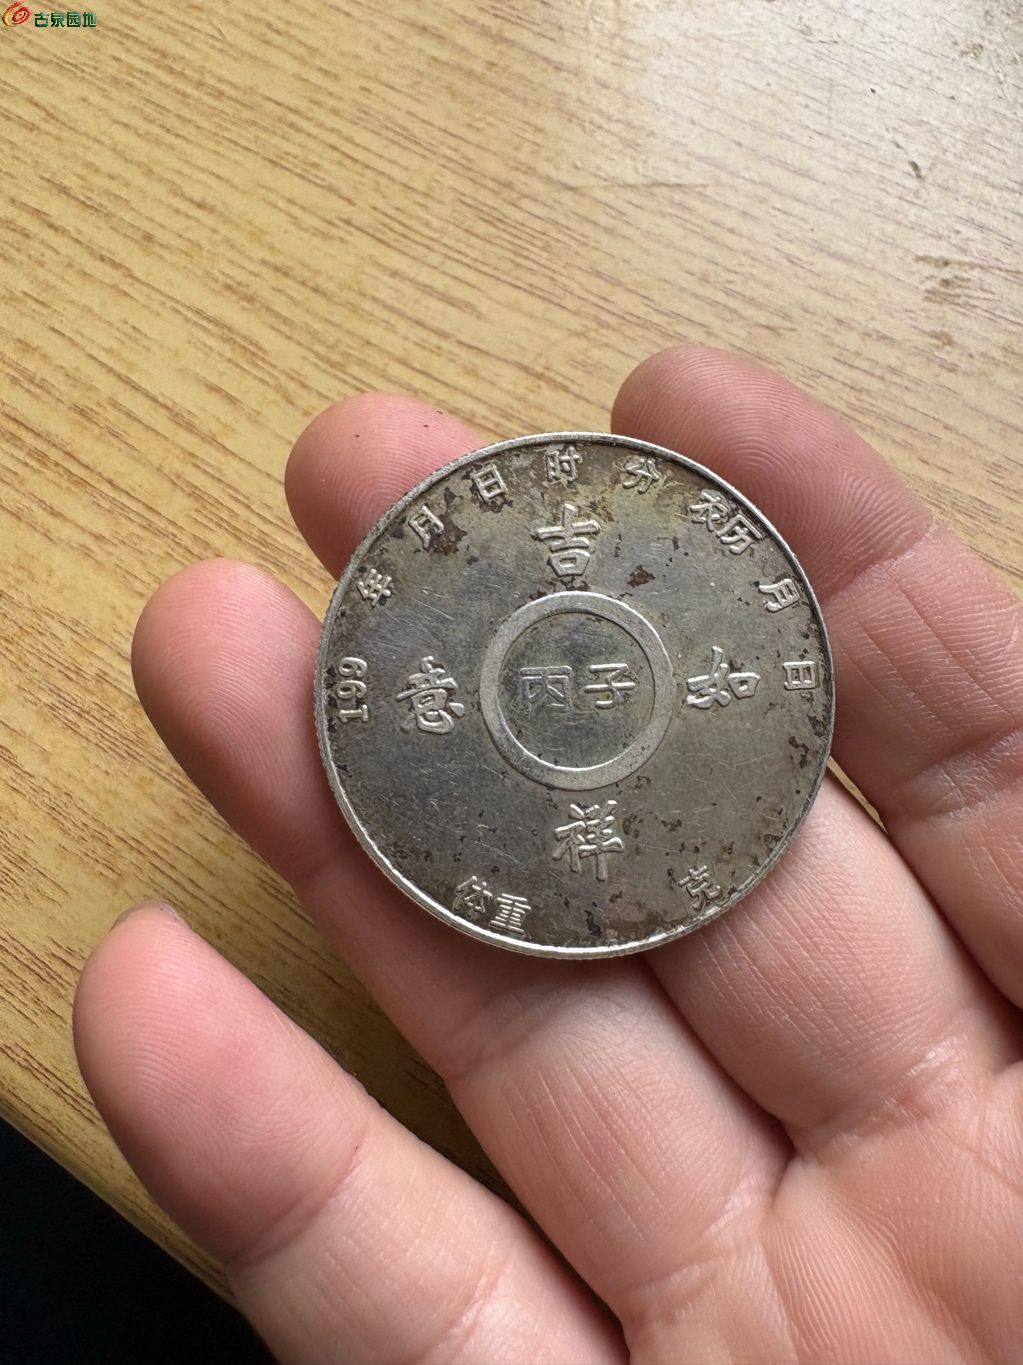 古泉园地
199 年 月 日 时 分 农历 月 日
吉祥如意
丙子
体重 克